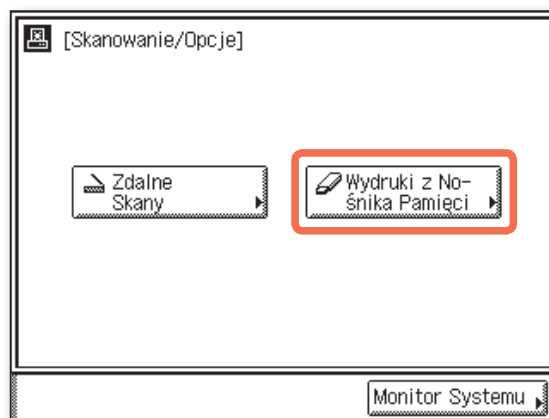 [Skanowanie/Opcje]
Zdalne
Skany
Wydruki z No-
śnika Pamięci
Monitor Systemu